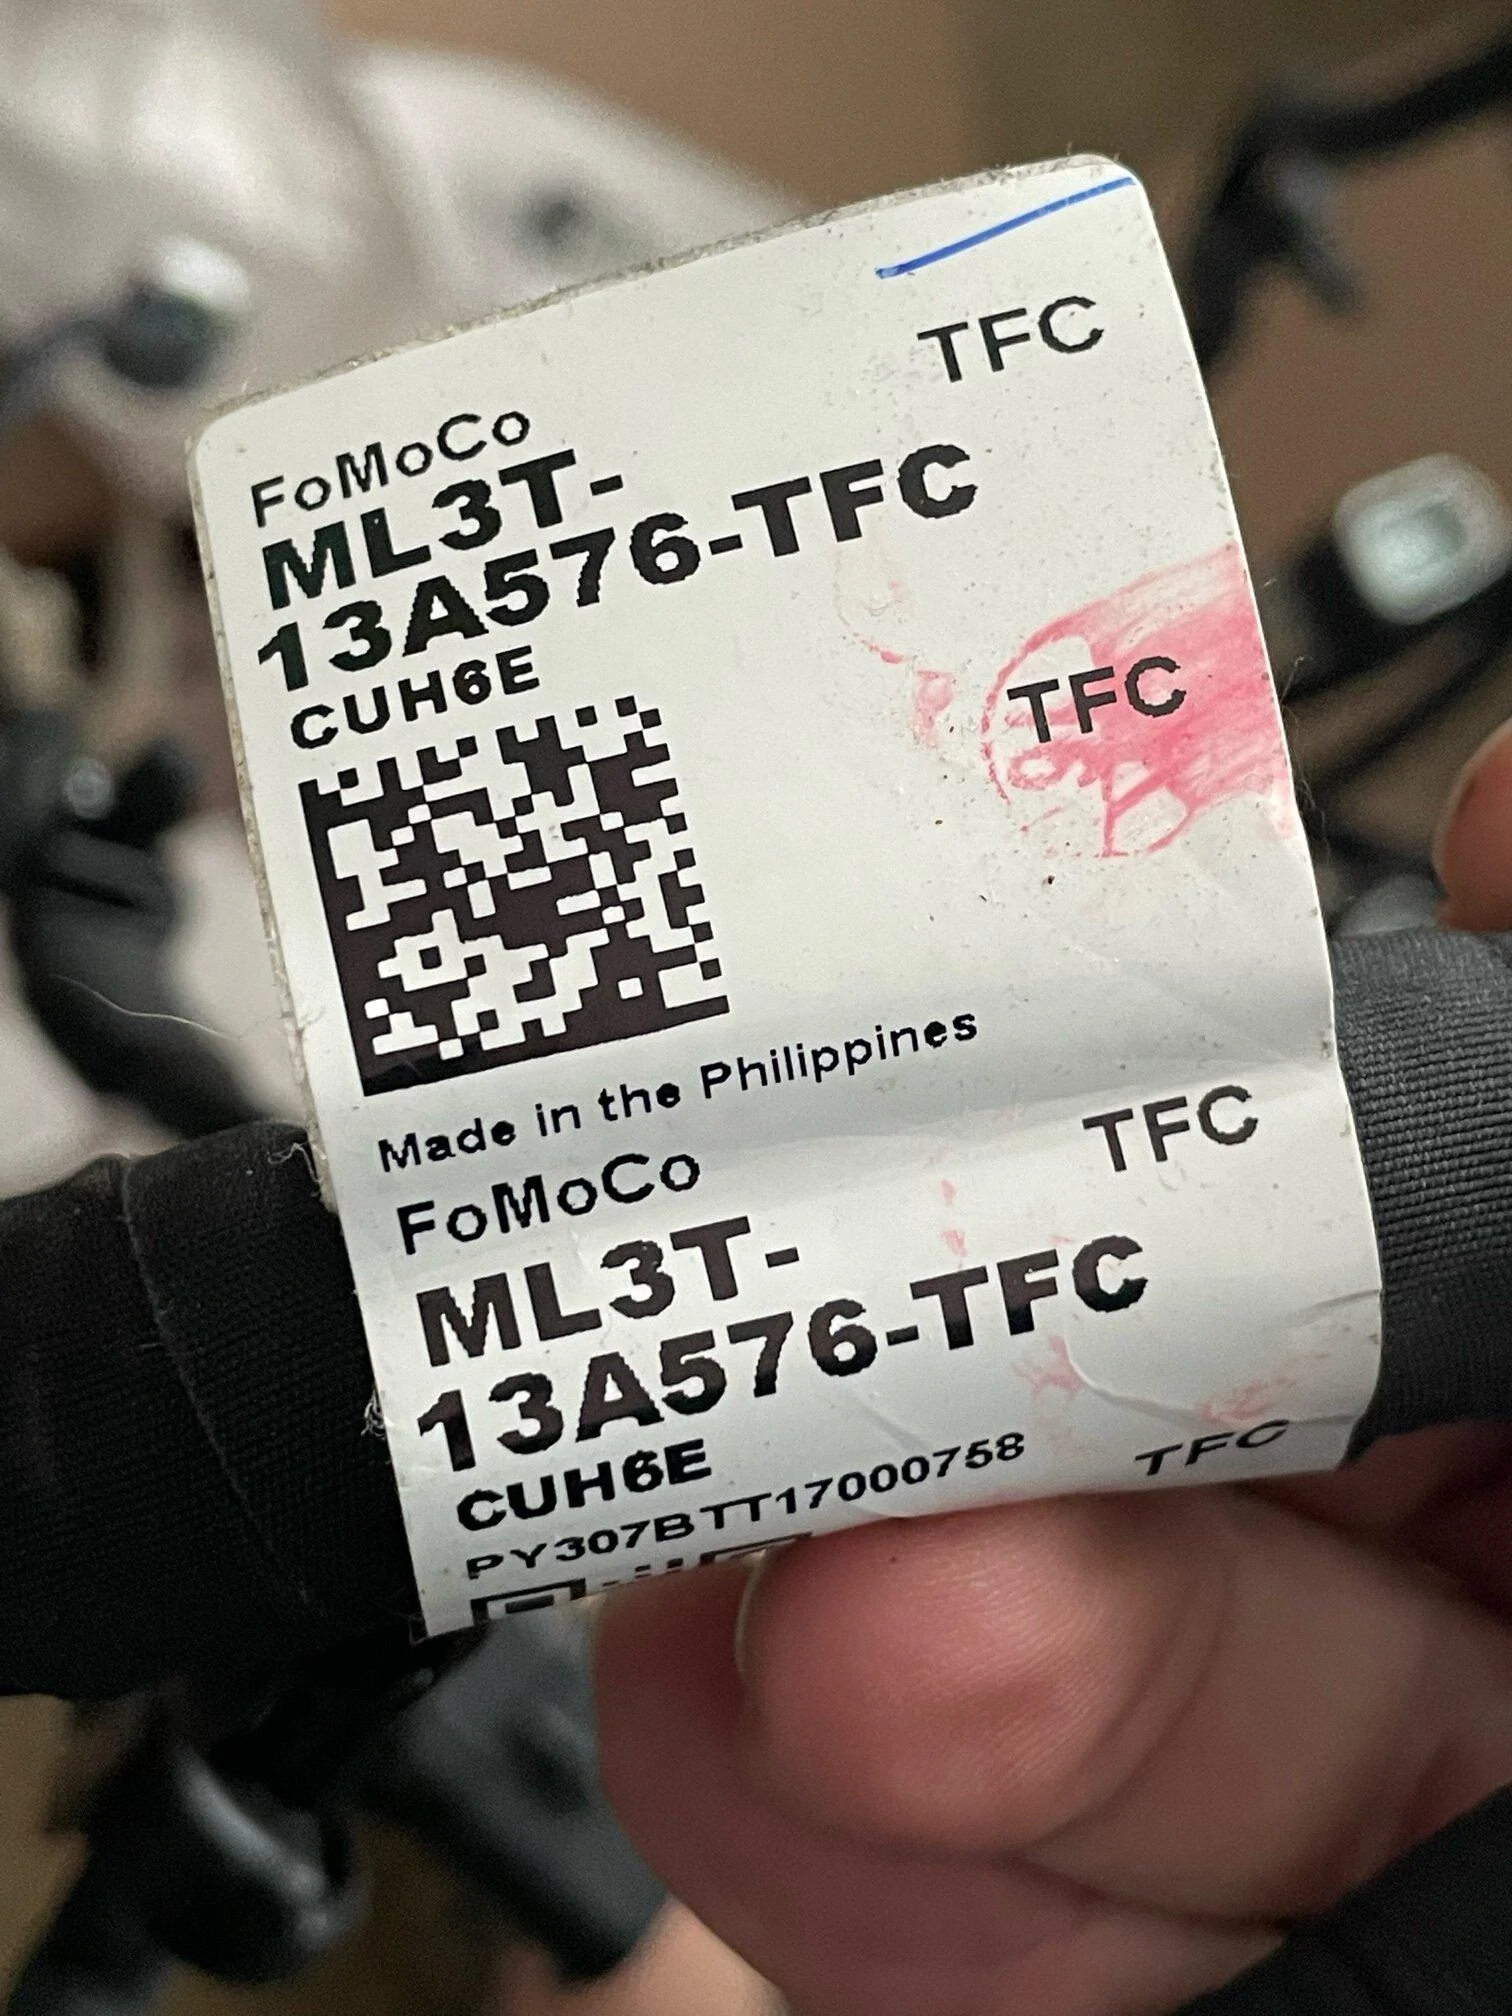 TFC
FoMoCo
ML3T-
13A576-TFC
CUH6E
TFC
Made in the Philippines
TFC
FoMoCo
ML3T-
13A576-TFC
CUH6E
PY307BTT17000758
TFC